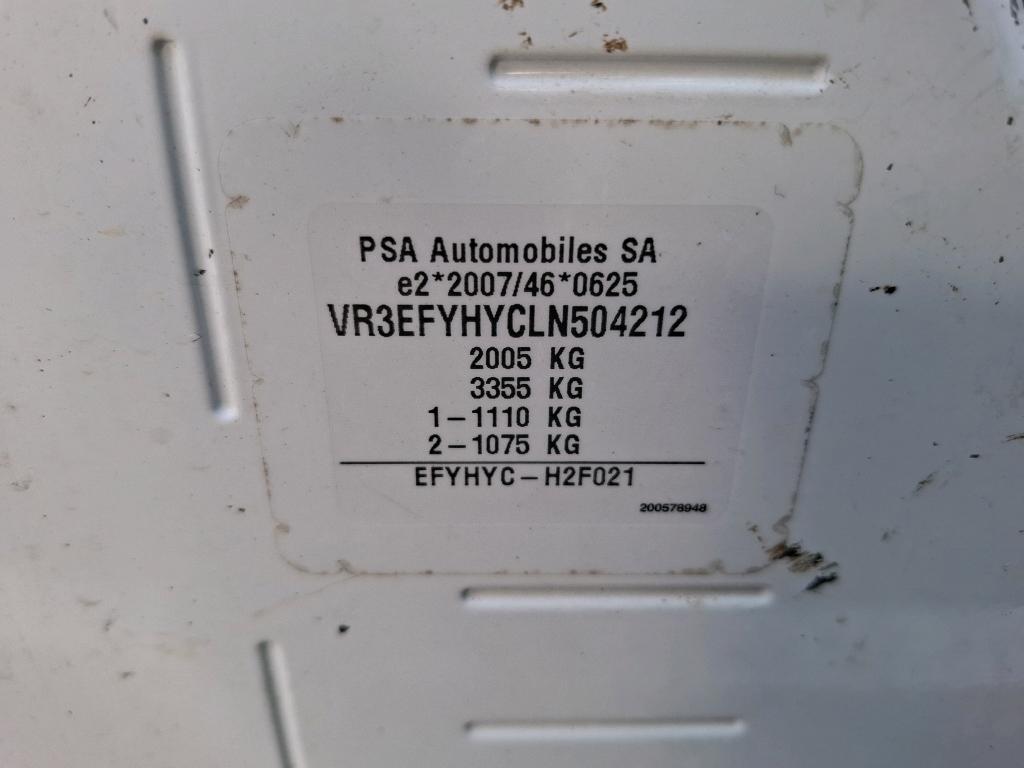 PSA Automobiles SA
e2*2007/46*0625
VR3EFYHYCLN504212
2005 KG
3355 KG
1-1110 KG
2-1075 KG
EFYHYC-H2F021
200578948